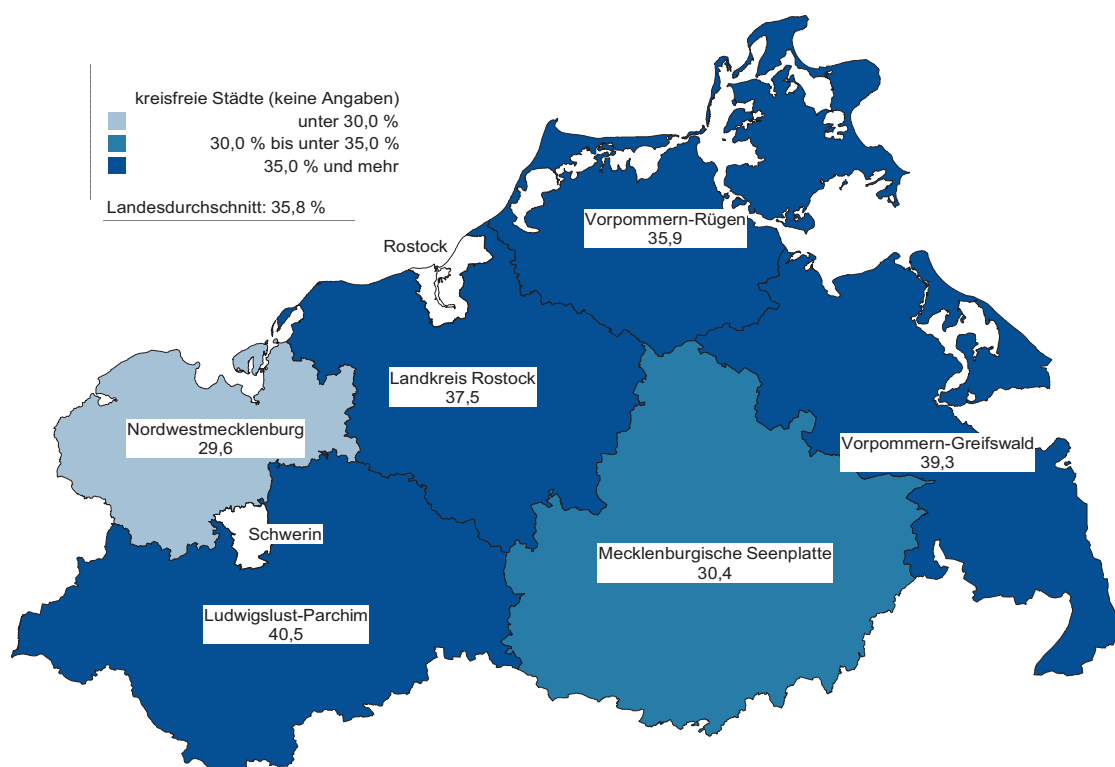 kreisfreie Städte (keine Angaben)
unter 30,0 %
30,0 % bis unter 35,0 %
35,0 % und mehr
Landesdurchschnitt: 35,8 %
Vorpommern-Rügen
35,9
Rostock
Landkreis Rostock
37,5
Nordwestmecklenburg
29,6
Vorpommern-Greifswald
39,3
Schwerin
Mecklenburgische Seenplatte
30,4
Ludwigslust-Parchim
40,5